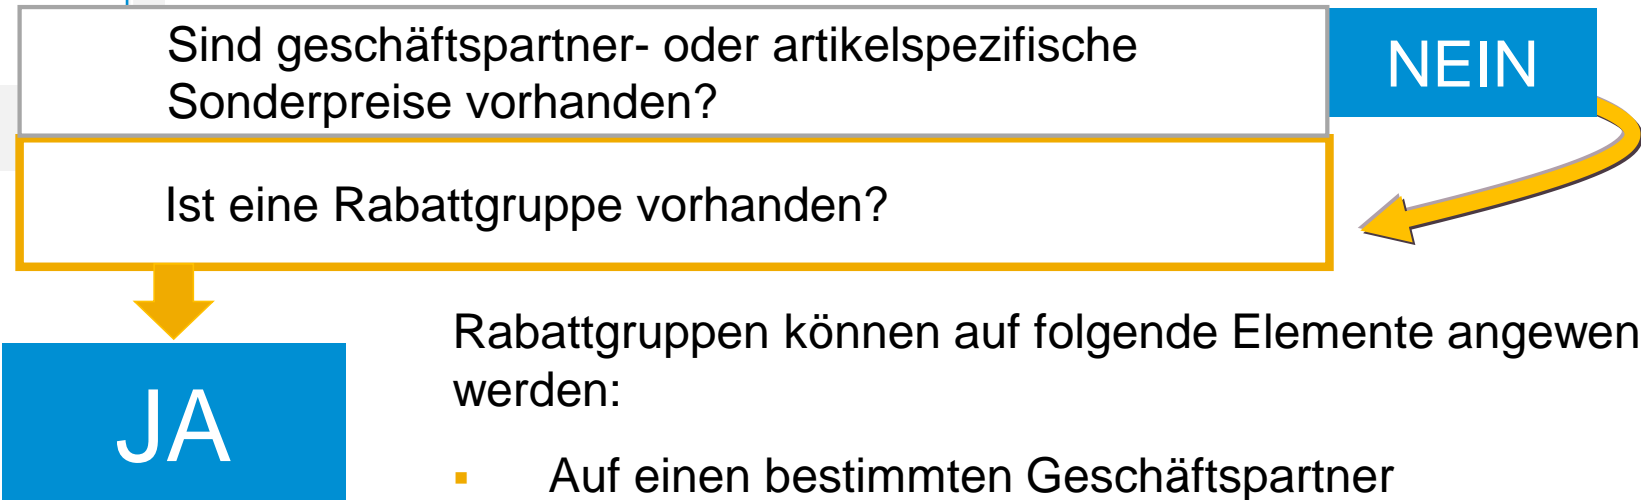 Sind geschäftspartner- oder artikelspezifische
NEIN
Sonderpreise vorhanden?
Ist eine Rabattgruppe vorhanden?
Rabattgruppen können auf folgende Elemente angewen
werden:
JA
Auf einen bestimmten Geschäftspartner